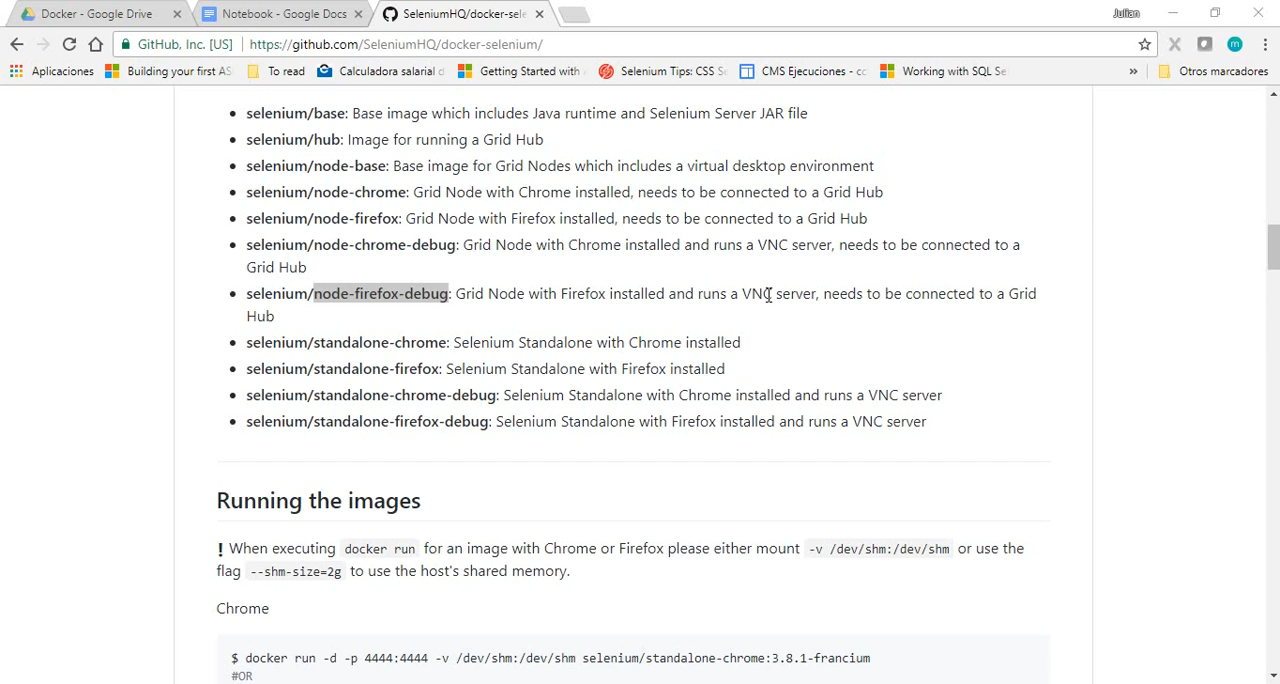 Docker - Google Drive
Notebook - Google Docs
SeleniumHQ/docker-sele
Julian
GitHub, Inc. [US] https://github.com/SeleniumHQ/docker-selenium/
Aplicaciones Building your first AS To read Calculadora salarial d Getting Started with Selenium Tips: CSS Se CMS Ejecuciones - cc Working with SQL Se » Otros marcadores
• selenium/base: Base image which includes Java runtime and Selenium Server JAR file
• selenium/hub: Image for running a Grid Hub
• selenium/node-base: Base image for Grid Nodes which includes a virtual desktop environment
• selenium/node-chrome: Grid Node with Chrome installed, needs to be connected to a Grid Hub
• selenium/node-firefox: Grid Node with Firefox installed, needs to be connected to a Grid Hub
• selenium/node-chrome-debug: Grid Node with Chrome installed and runs a VNC server, needs to be connected to a
Grid Hub
• selenium/node-firefox-debug: Grid Node with Firefox installed and runs a VNC server, needs to be connected to a Grid
Hub
• selenium/standalone-chrome: Selenium Standalone with Chrome installed
• selenium/standalone-firefox: Selenium Standalone with Firefox installed
• selenium/standalone-chrome-debug: Selenium Standalone with Chrome installed and runs a VNC server
• selenium/standalone-firefox-debug: Selenium Standalone with Firefox installed and runs a VNC server
Running the images
! When executing docker run for an image with Chrome or Firefox please either mount -v /dev/shm:/dev/shm or use the
flag --shm-size=2g to use the host's shared memory.
Chrome
$ docker run -d -p 4444:4444 -v /dev/shm:/dev/shm selenium/standalone-chrome:3.8.1-francium
#OR